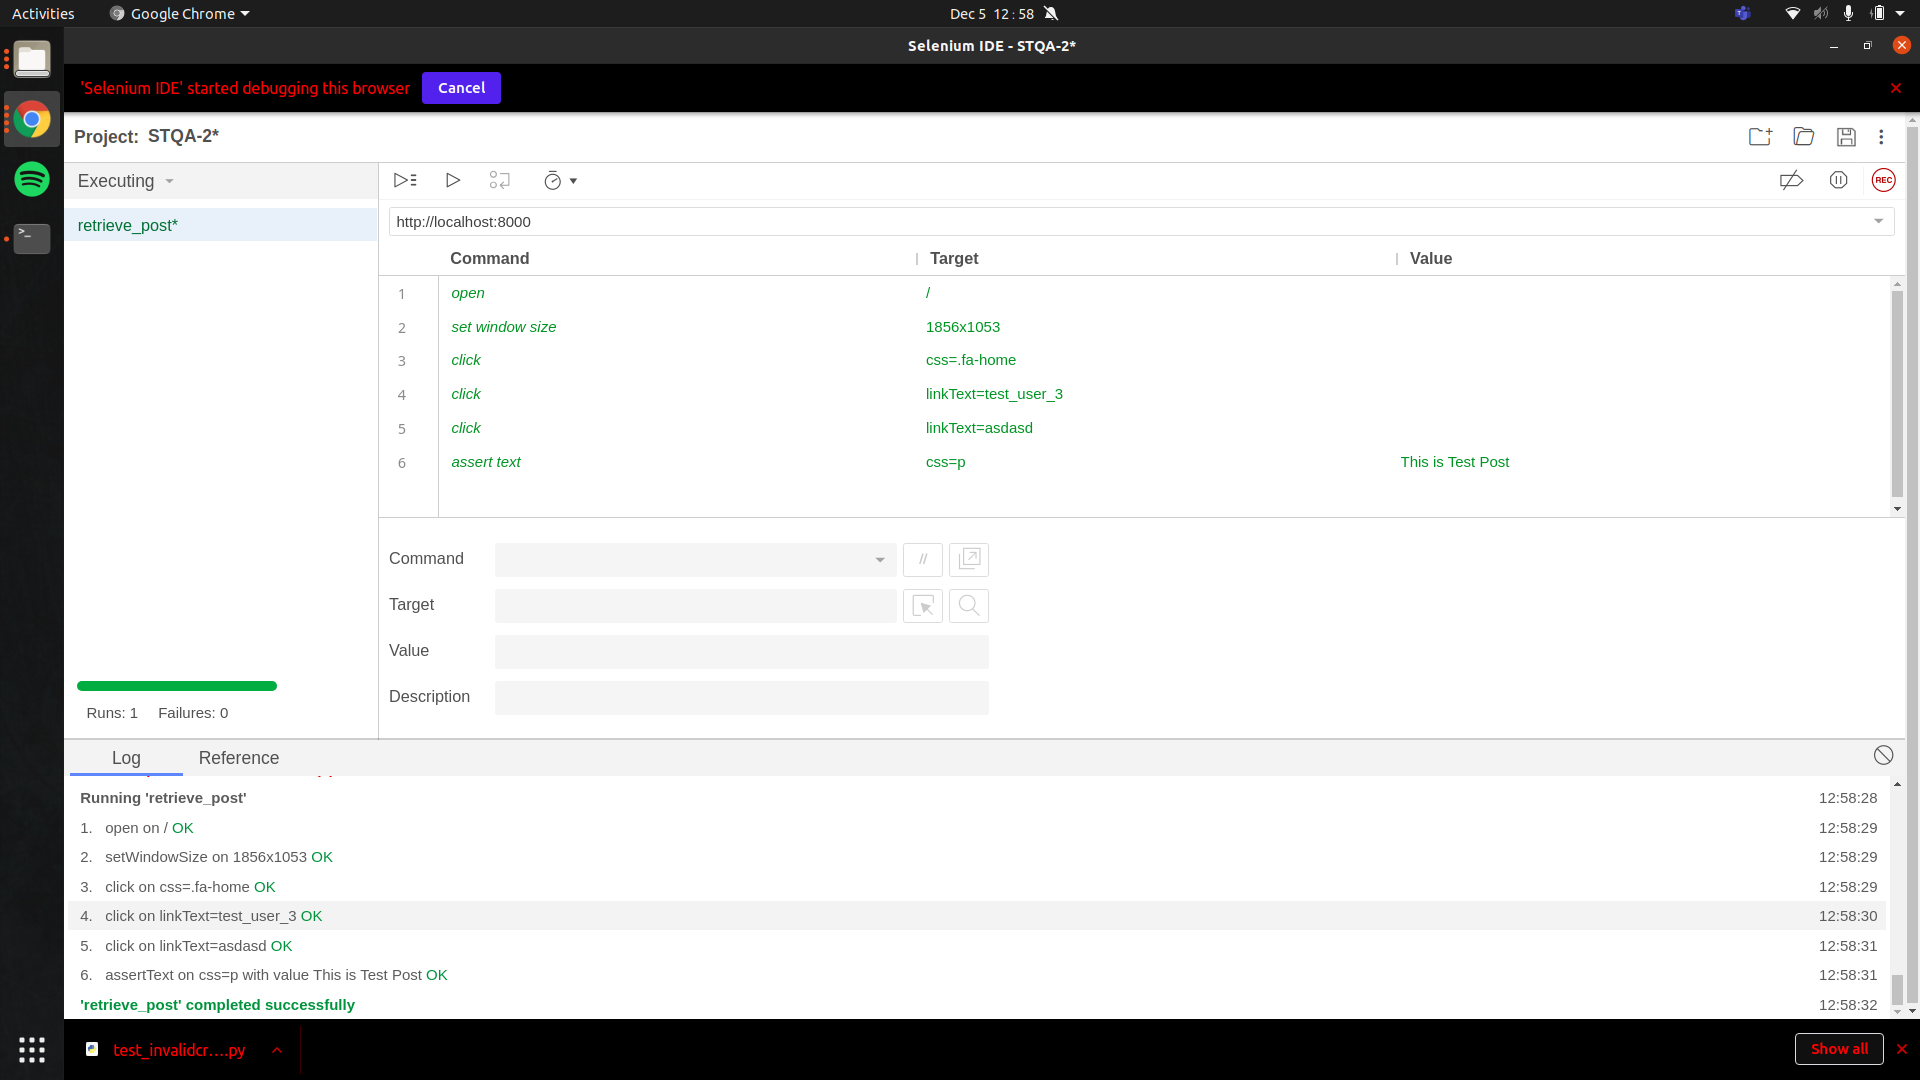 Activities
Google Chrome
Dec 5 12:58
Selenium IDE - STQA-2*
'Selenium IDE' started debugging this browser
Cancel
Project: STQA-2*
Executing
REC
retrieve_post*
http://localhost:8000
Command Target Value
1 open /
2 set window size 1856x1053
3 click css=.fa-home
4 click linkText=test_user_3
5 click linkText=asdasd
6 assert text css=p This is Test Post
Command
//
Target
Value
Description
Runs: 1 Failures: 0
Log Reference
Running 'retrieve_post' 12:58:28
1. open on / OK 12:58:29
2. setWindowSize on 1856x1053 OK 12:58:29
3. click on css=.fa-home OK 12:58:29
4. click on linkText=test_user_3 OK 12:58:30
5. click on linkText=asdasd OK 12:58:31
6. assertText on css=p with value This is Test Post OK 12:58:31
'retrieve_post' completed successfully 12:58:32
test_invalidcr....py
Show all